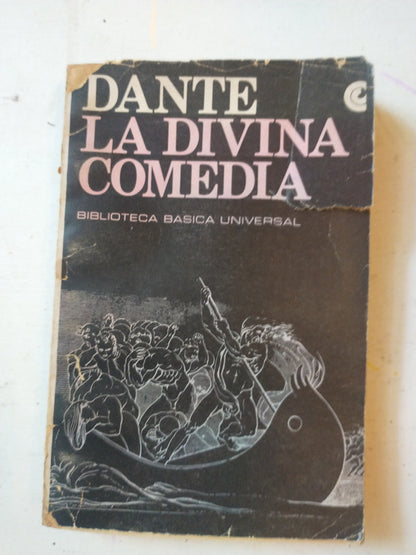 DANTE
LA DIVINA
COMEDIA
BIBLIOTECA BASICA UNIVERSAL